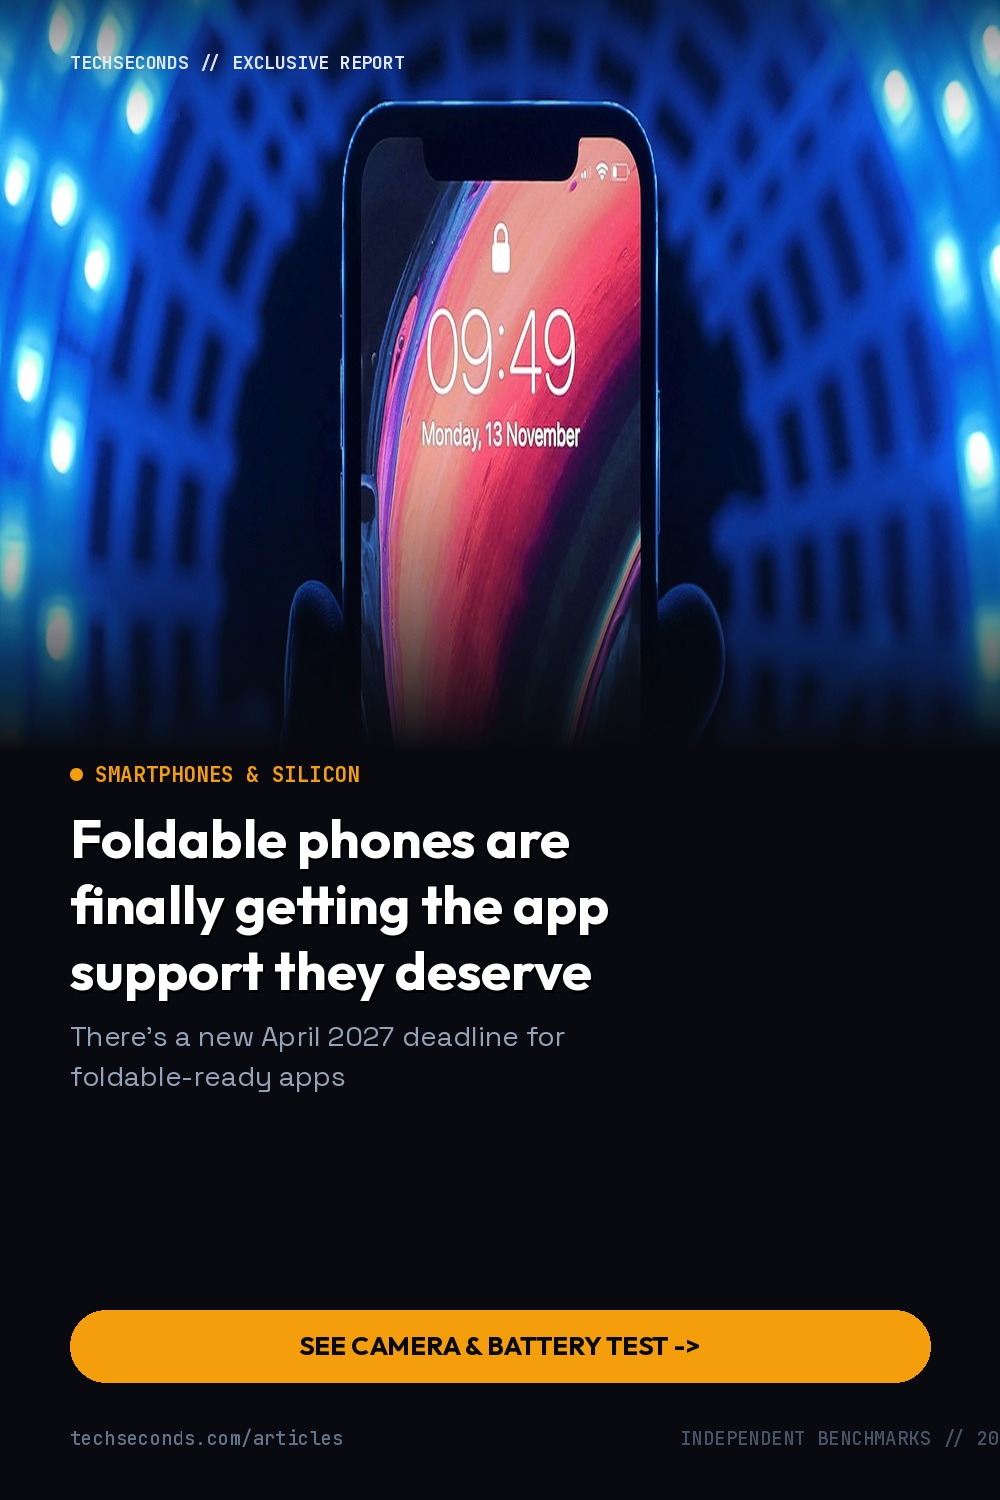 TECHSECONDS // EXCLUSIVE REPORT
09:49
Monday, 13 November
SMARTPHONES & SILICON
Foldable phones are
finally getting the app
support they deserve
There's a new April 2027 deadline for
foldable-ready apps
SEE CAMERA & BATTERY TEST ->
techseconds.com/articles
INDEPENDENT BENCHMARKS // 20